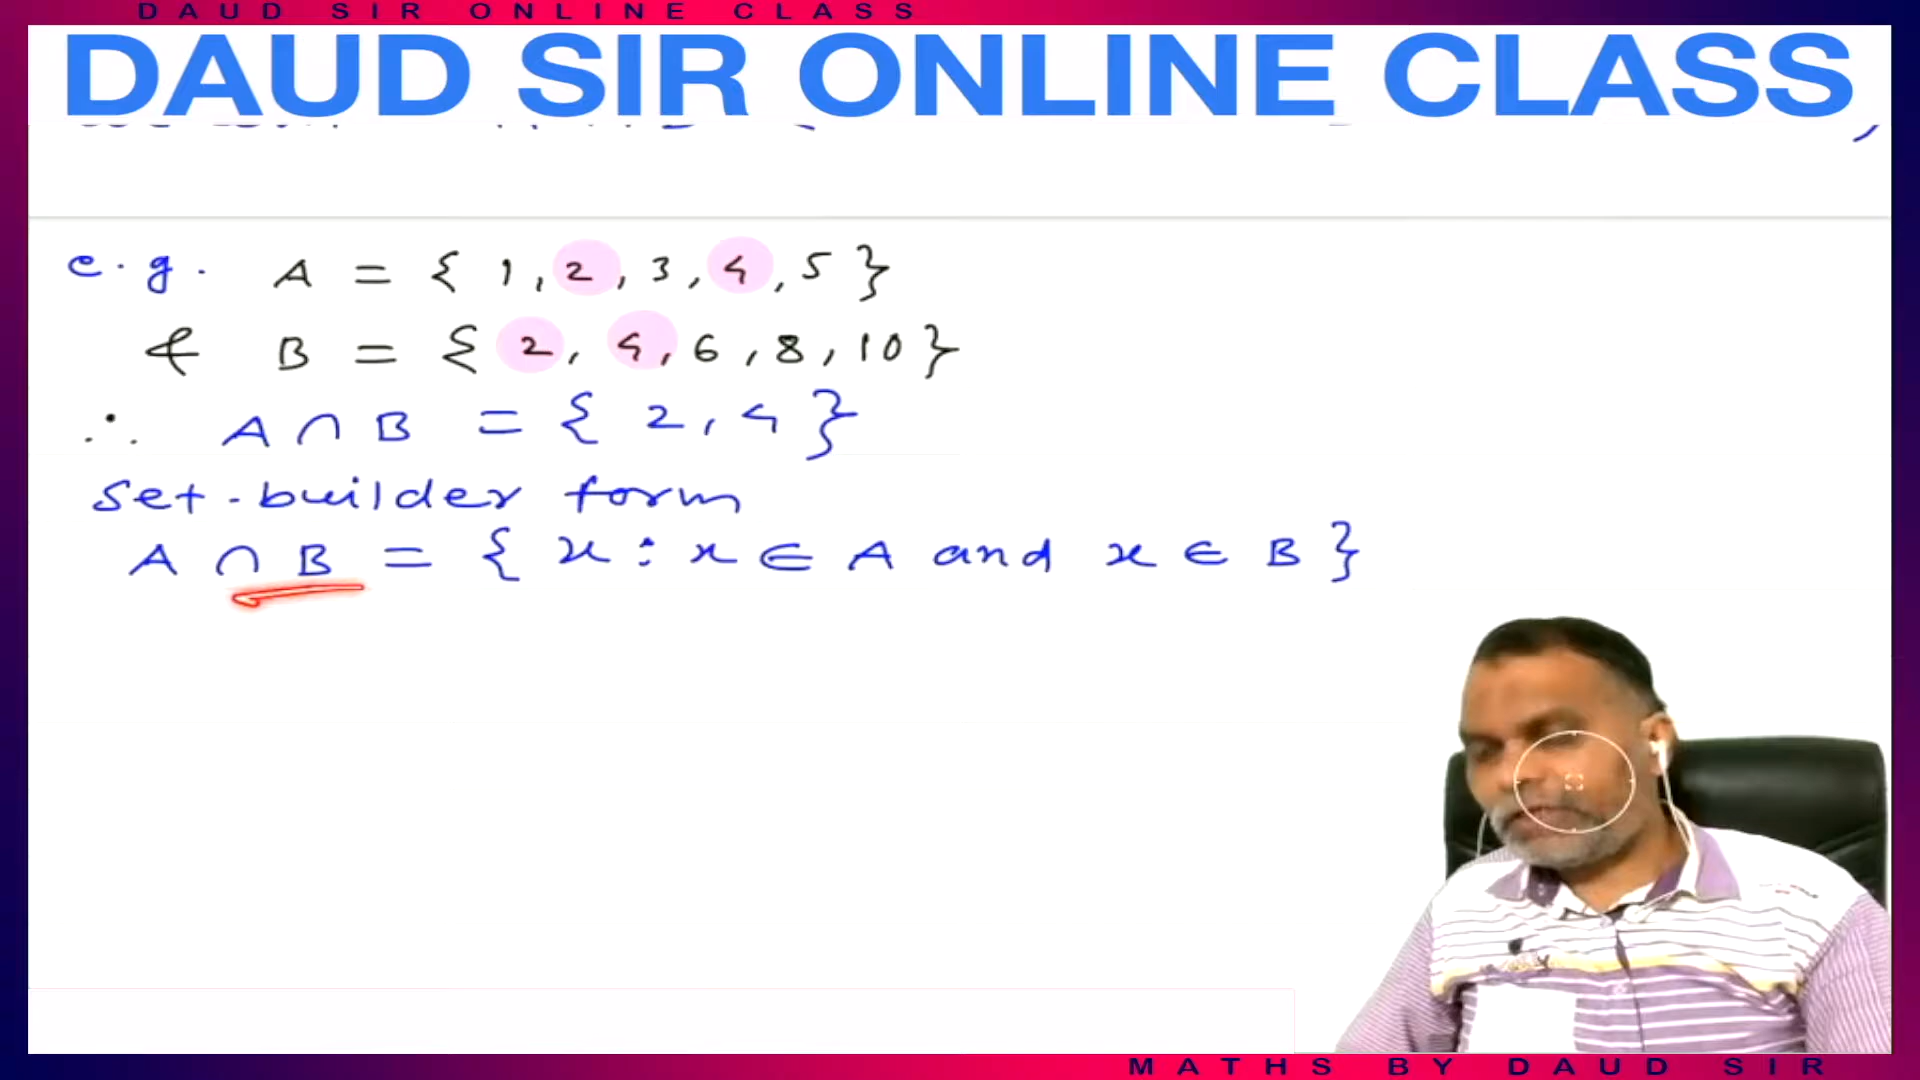 DAUD SIR ONLINE CLASS
DAUD SIR ONLINE CLASS
e.g. A = { 1, 2, 3, 4, 5 }
& B = { 2, 4, 6, 8, 10 }
∴ A ∩ B = { 2, 4 }
Set-builder form
A ∩ B = { x : x ∈ A and x ∈ B }
MATHS BY DAUD SIR